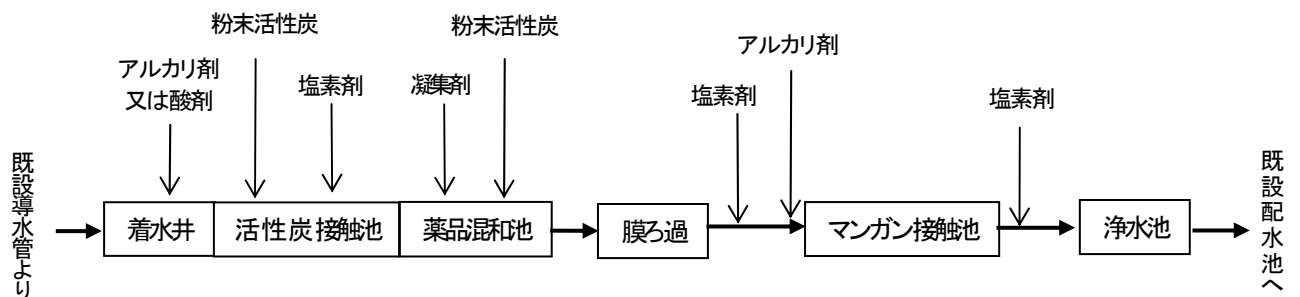 粉末活性炭
粉末活性炭
アルカリ剤
アルカリ剤
又は酸剤
塩素剤
凝集剤
塩素剤
塩素剤
既設導水管より
着水井
活性炭接触池
薬品混和池
膜ろ過
マンガン接触池
浄水池
既設配水池へ